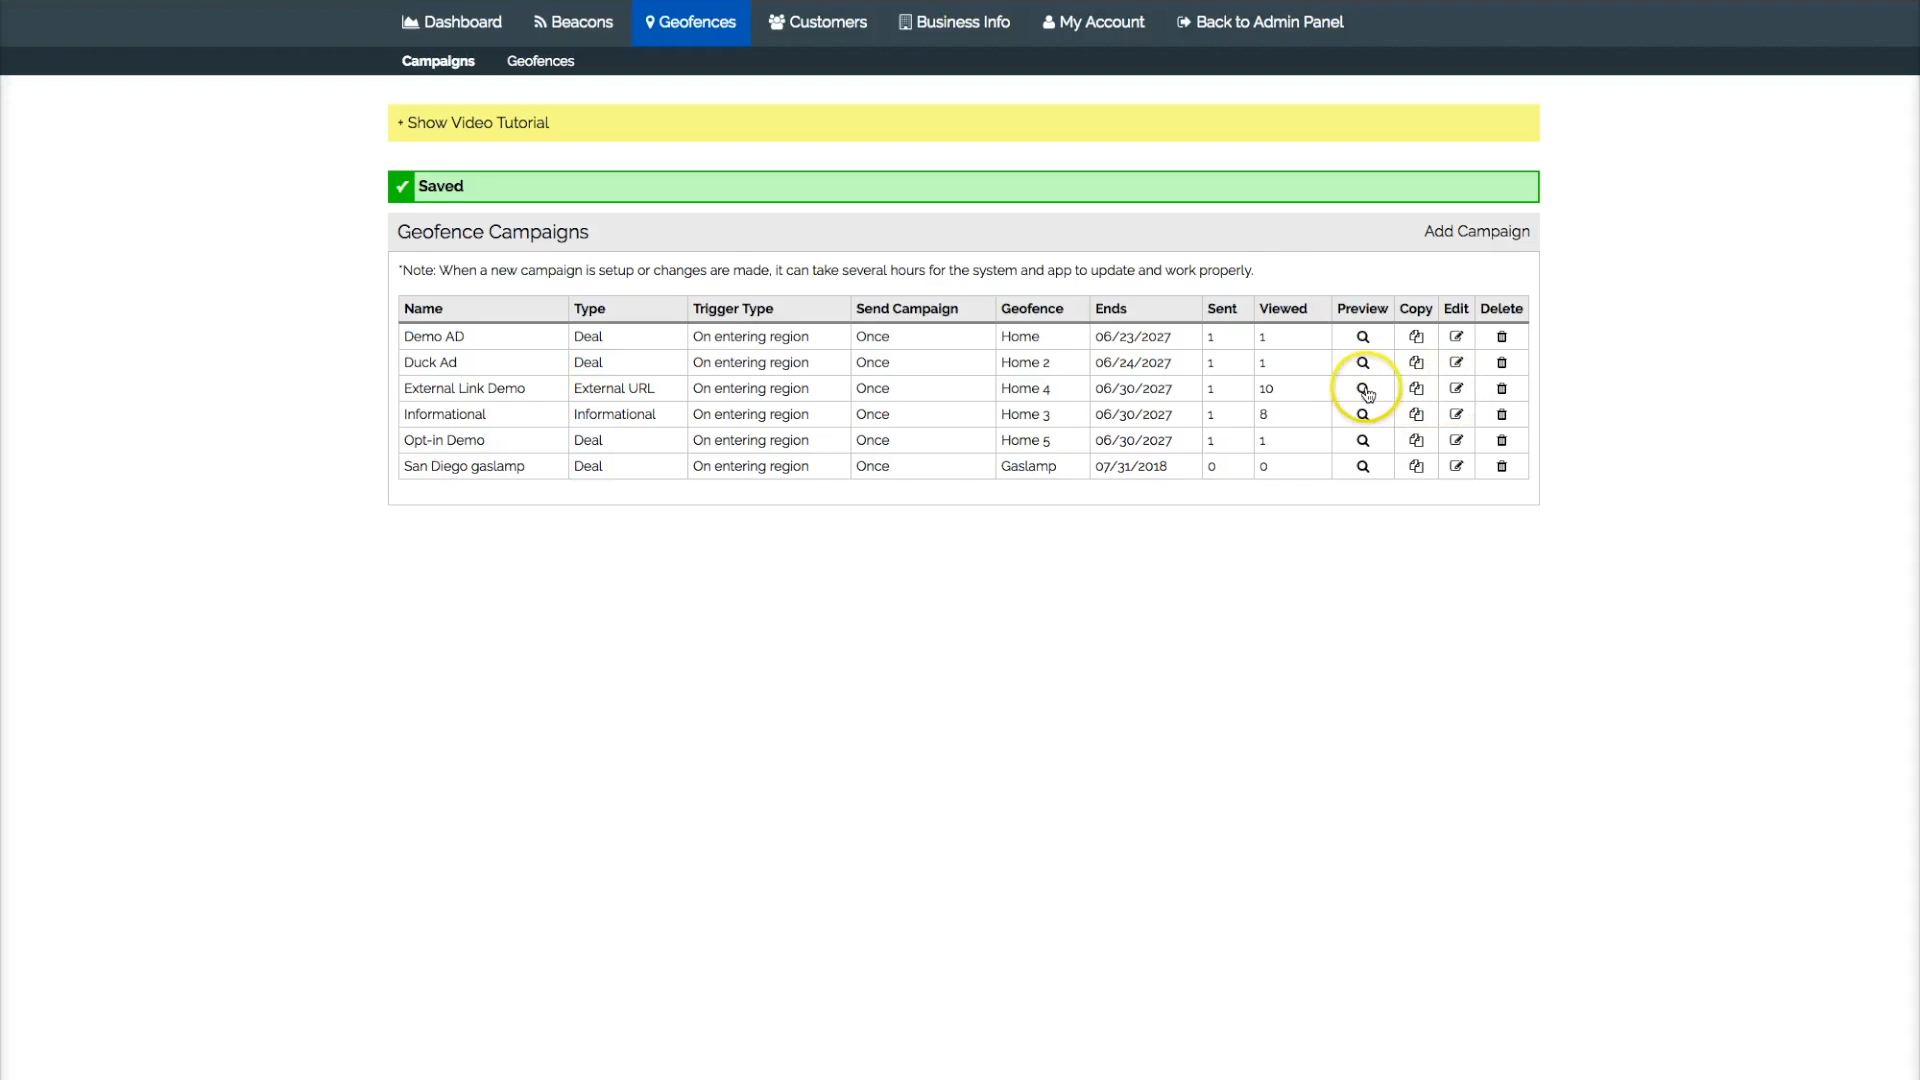 Dashboard Beacons Geofences Customers Business Info My Account Back to Admin Panel
Campaigns Geofences
+ Show Video Tutorial
✔ Saved
Geofence Campaigns Add Campaign
*Note: When a new campaign is setup or changes are made, it can take several hours for the system and app to update and work properly.
Name Type Trigger Type Send Campaign Geofence Ends Sent Viewed Preview Copy Edit Delete
Demo AD Deal On entering region Once Home 06/23/2027 1 1
Duck Ad Deal On entering region Once Home 2 06/24/2027 1 1
External Link Demo External URL On entering region Once Home 4 06/30/2027 1 10
Informational Informational On entering region Once Home 3 06/30/2027 1 8
Opt-in Demo Deal On entering region Once Home 5 06/30/2027 1 1
San Diego gaslamp Deal On entering region Once Gaslamp 07/31/2018 0 0